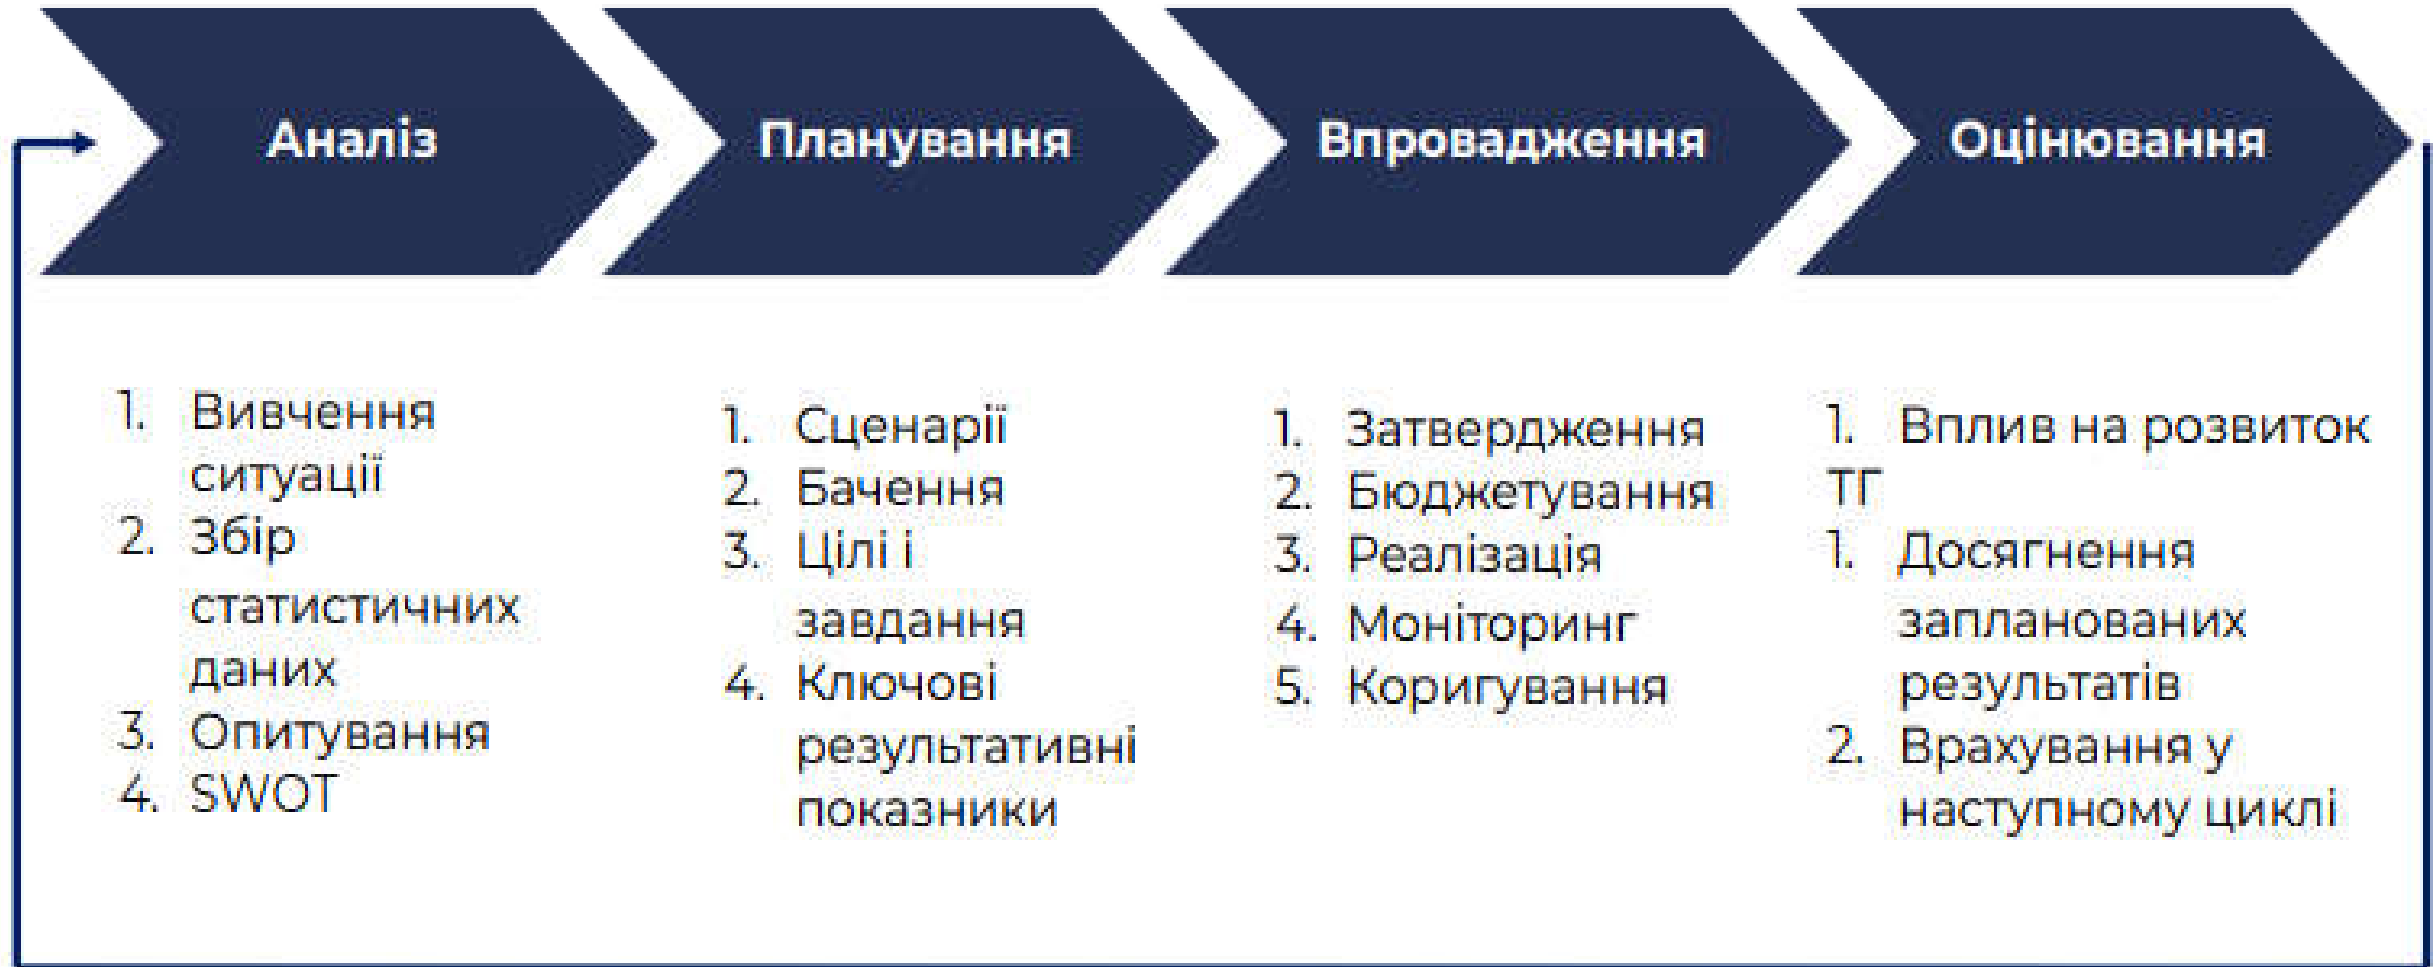 Аналіз
Планування
Впровадження
Оцінювання
1. Вивчення
ситуації
2. Збір
статистичних
даних
3. Опитування
4. SWOT
1. Сценарії
2. Бачення
3. Цілі і
завдання
4. Ключові
результативні
показники
1. Затвердження
2. Бюджетування
3. Реалізація
4. Моніторинг
5. Коригування
1. Вплив на розвиток
ТГ
1. Досягнення
запланованих
результатів
2. Врахування у
наступному циклі